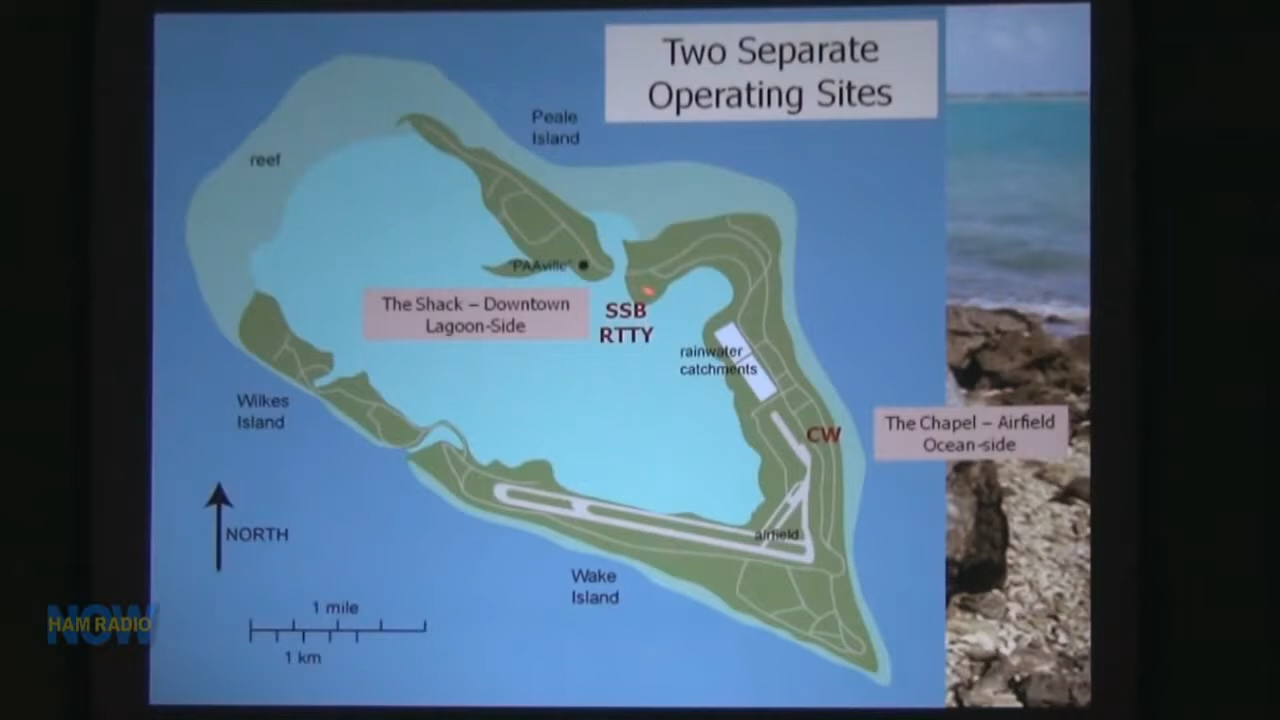 Two Separate
Operating Sites
Peale
Island
reef
"PAAville"
The Shack – Downtown
Lagoon-Side
SSB
RTTY
rainwater
catchments
Wilkes
Island
CW
The Chapel – Airfield
Ocean-side
NORTH
airfield
Wake
Island
1 mile
1 km
NOW
HAM RADIO